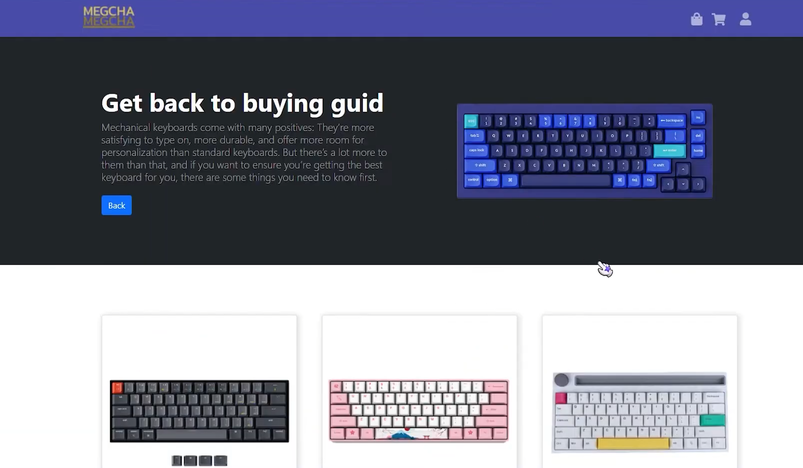 MEGCHA
MEGCHA
Get back to buying guid
Mechanical keyboards come with many positives: They're more
satisfying to type on, more durable, and offer more room for
personalization than standard keyboards. But there's a lot more to
them than that, and if you want to ensure you're getting the best
keyboard for you, there are some things you need to know first.
Back